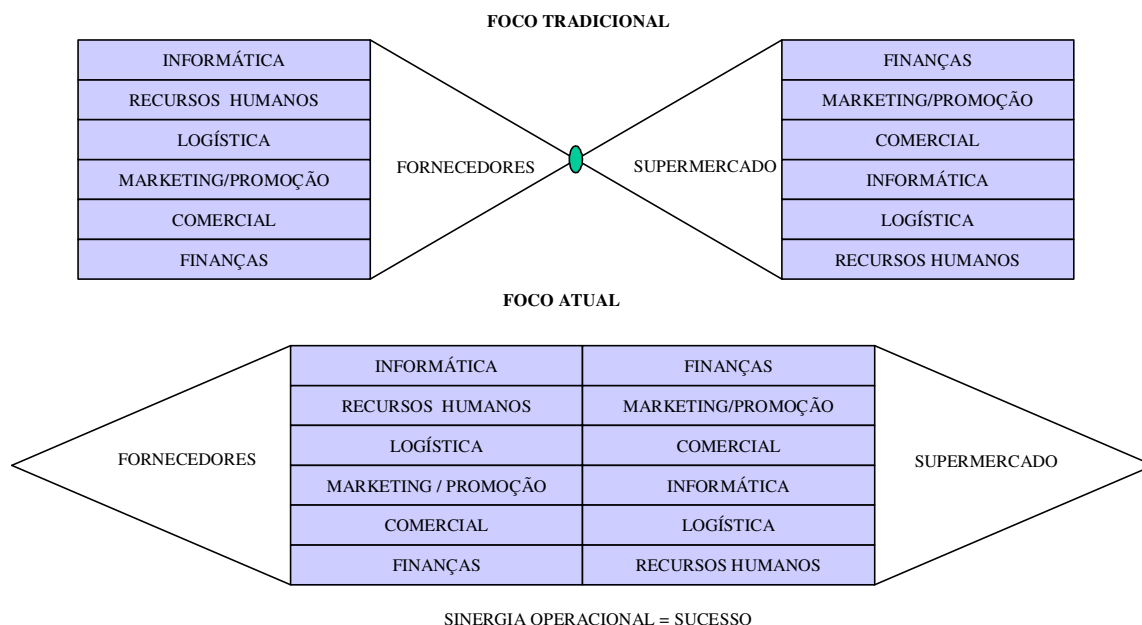 FOCO TRADICIONAL
INFORMÁTICA
RECURSOS HUMANOS
LOGÍSTICA
MARKETING/PROMOÇÃO
COMERCIAL
FINANÇAS
FORNECEDORES
SUPERMERCADO
FINANÇAS
MARKETING/PROMOÇÃO
COMERCIAL
INFORMÁTICA
LOGÍSTICA
RECURSOS HUMANOS
FOCO ATUAL
FORNECEDORES
INFORMÁTICA
RECURSOS HUMANOS
LOGÍSTICA
MARKETING / PROMOÇÃO
COMERCIAL
FINANÇAS
FINANÇAS
MARKETING/PROMOÇÃO
COMERCIAL
INFORMÁTICA
LOGÍSTICA
RECURSOS HUMANOS
SUPERMERCADO
SINERGIA OPERACIONAL = SUCESSO